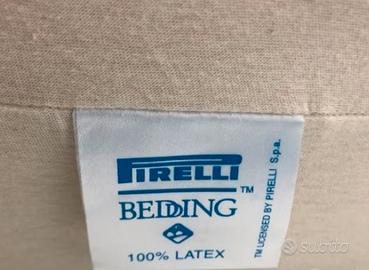 PIRELLI
™
BEDDING
100% LATEX
TM LICENSED BY PIRELLI S.p.a.
subito